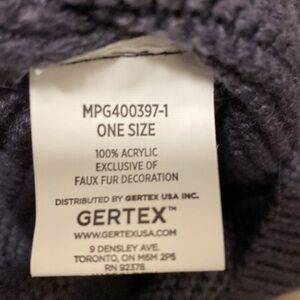 MPG400397-1
ONE SIZE
100% ACRYLIC
EXCLUSIVE OF
FAUX FUR DECORATION
DISTRIBUTED BY GERTEX USA INC.
GERTEX™
WWW.GERTEXUSA.COM
9 DENSLEY AVE.
TORONTO, ON M6M 2P5
RN 92378